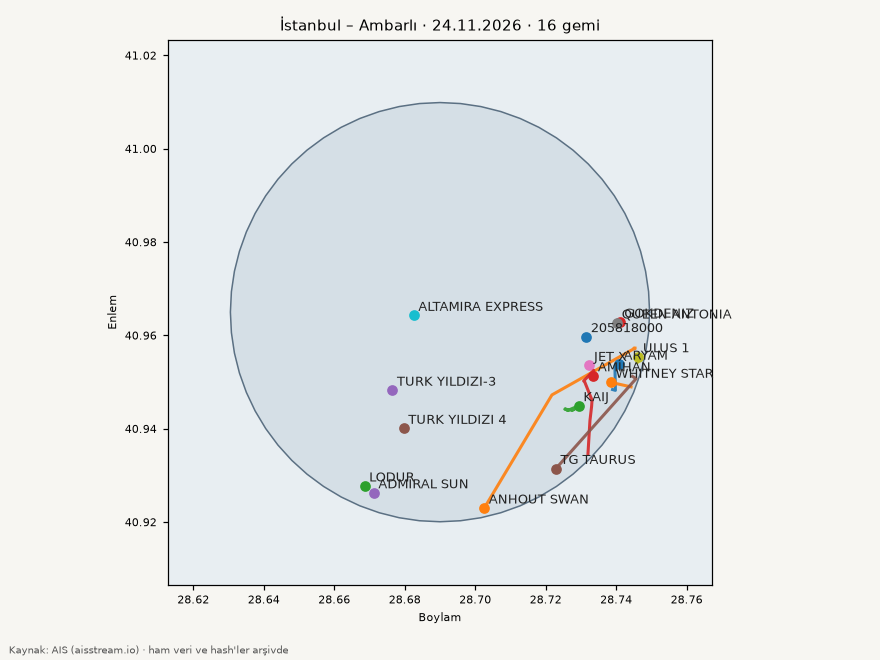 İstanbul – Ambarlı · 24.11.2026 · 16 gemi
41.02
41.00
40.98
40.96
40.94
40.92
Enlem
ALTAMIRA EXPRESS
QUEEN ANTONIA
205818000
ULUS 1
JET X
ARYAM
WHITNEY STAR
TURK YILDIZI-3
KAIJ
TURK YILDIZI 4
TG TAURUS
LODUR
ADMIRAL SUN
ANHOUT SWAN
28.62
28.64
28.66
28.68
28.70
28.72
28.74
28.76
Boylam
Kaynak: AIS (aisstream.io) · ham veri ve hash'ler arşivde